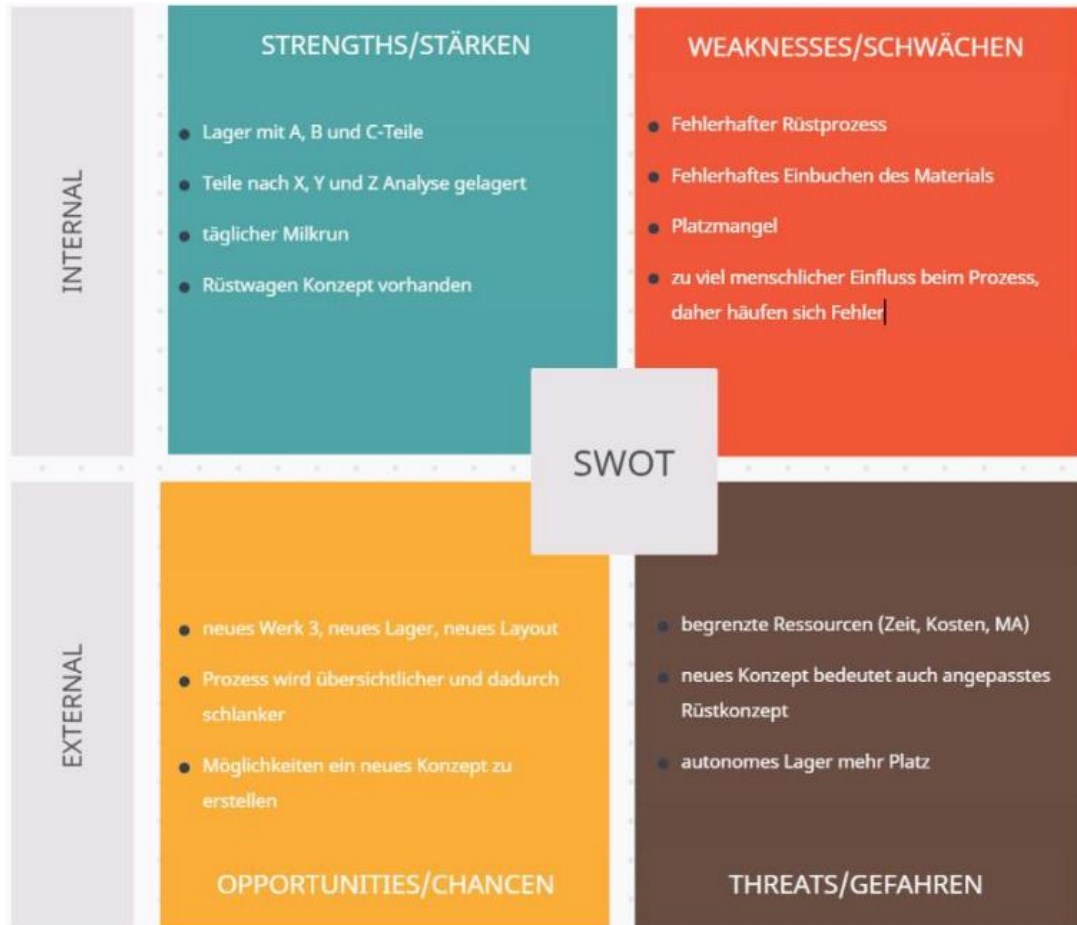 INTERNAL
STRENGTHS/STÄRKEN
Lager mit A, B und C-Teile
Teile nach X, Y und Z Analyse gelagert
täglicher Milkrun
Rüstwagen Konzept vorhanden
WEAKNESSES/SCHWÄCHEN
Fehlerhafter Rüstprozess
Fehlerhaftes Einbuchen des Materials
Platzmangel
zu viel menschlicher Einfluss beim Prozess,
daher häufen sich Fehler
SWOT
EXTERNAL
neues Werk 3, neues Lager, neues Layout
Prozess wird übersichtlicher und dadurch
schlanker
Möglichkeiten ein neues Konzept zu
erstellen
OPPORTUNITIES/CHANCEN
begrenzte Ressourcen (Zeit, Kosten, MA)
neues Konzept bedeutet auch angepasstes
Rüstkonzept
autonomes Lager mehr Platz
THREATS/GEFAHREN